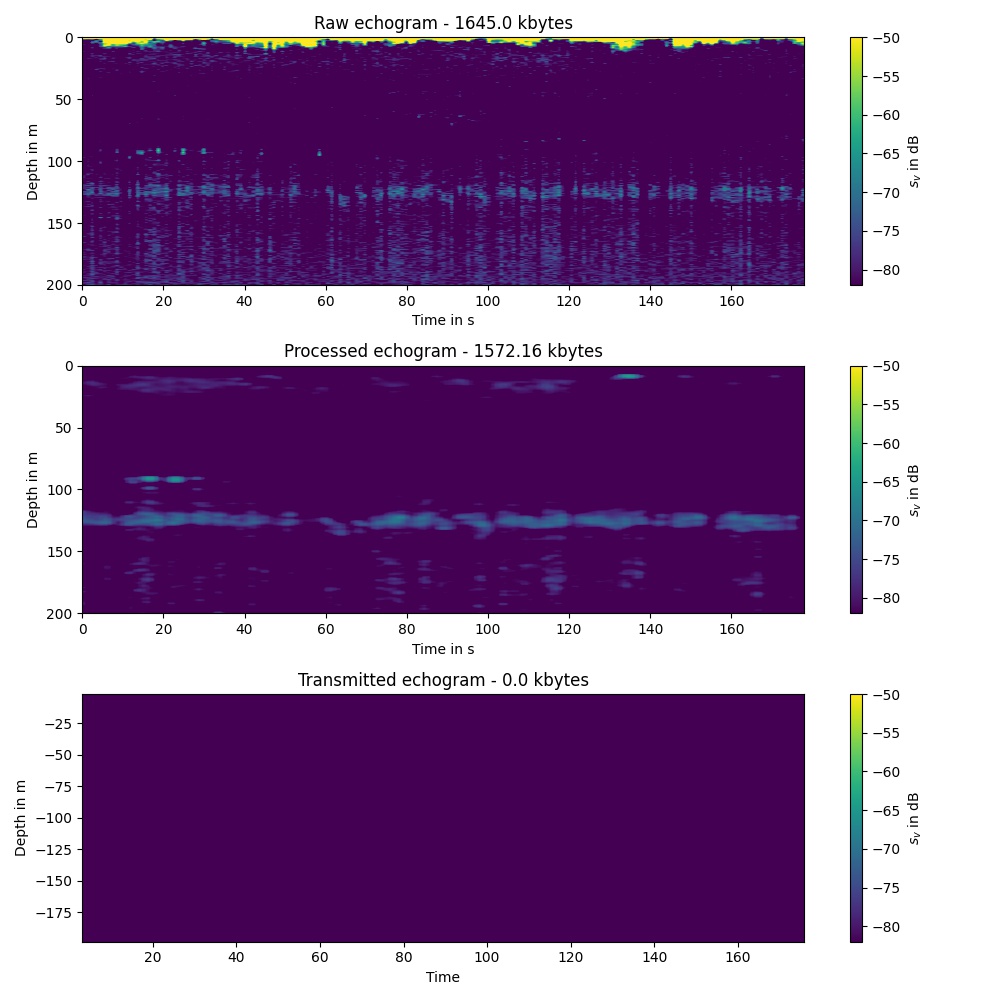 Raw echogram - 1645.0 kbytes
0
50
100
150
200
Depth in m
0 20 40 60 80 100 120 140 160
Time in s
−50
−55
−60
−65
−70
−75
−80
sv in dB
Processed echogram - 1572.16 kbytes
0
50
100
150
200
Depth in m
0 20 40 60 80 100 120 140 160
Time in s
−50
−55
−60
−65
−70
−75
−80
sv in dB
Transmitted echogram - 0.0 kbytes
−25
−50
−75
−100
−125
−150
−175
Depth in m
20 40 60 80 100 120 140 160
Time
−50
−55
−60
−65
−70
−75
−80
sv in dB